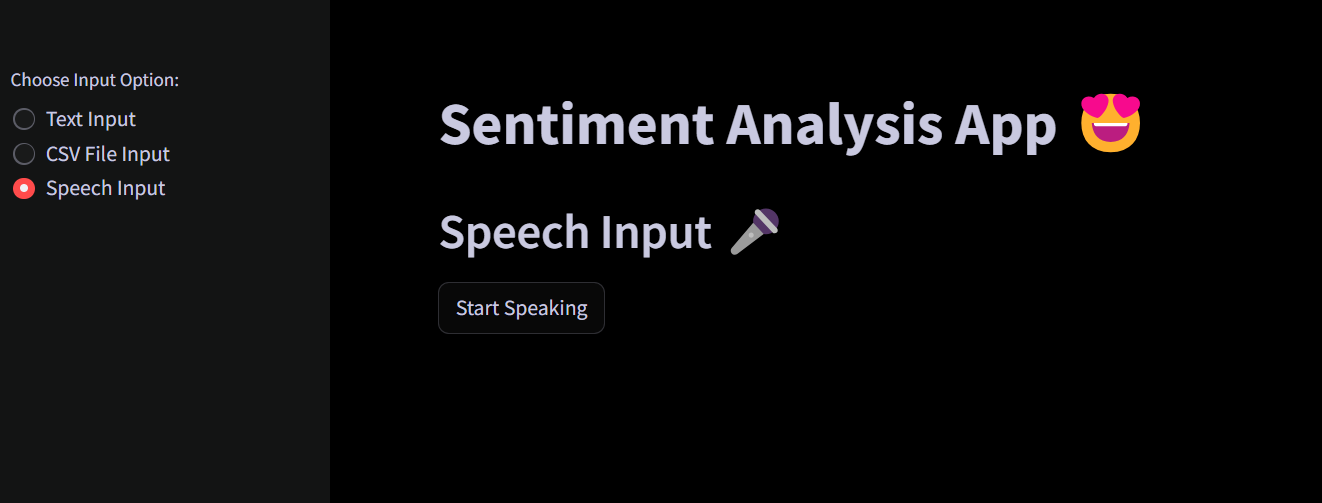 Choose Input Option:
Text Input
CSV File Input
Speech Input
Sentiment Analysis App 😍
Speech Input 🎤
Start Speaking